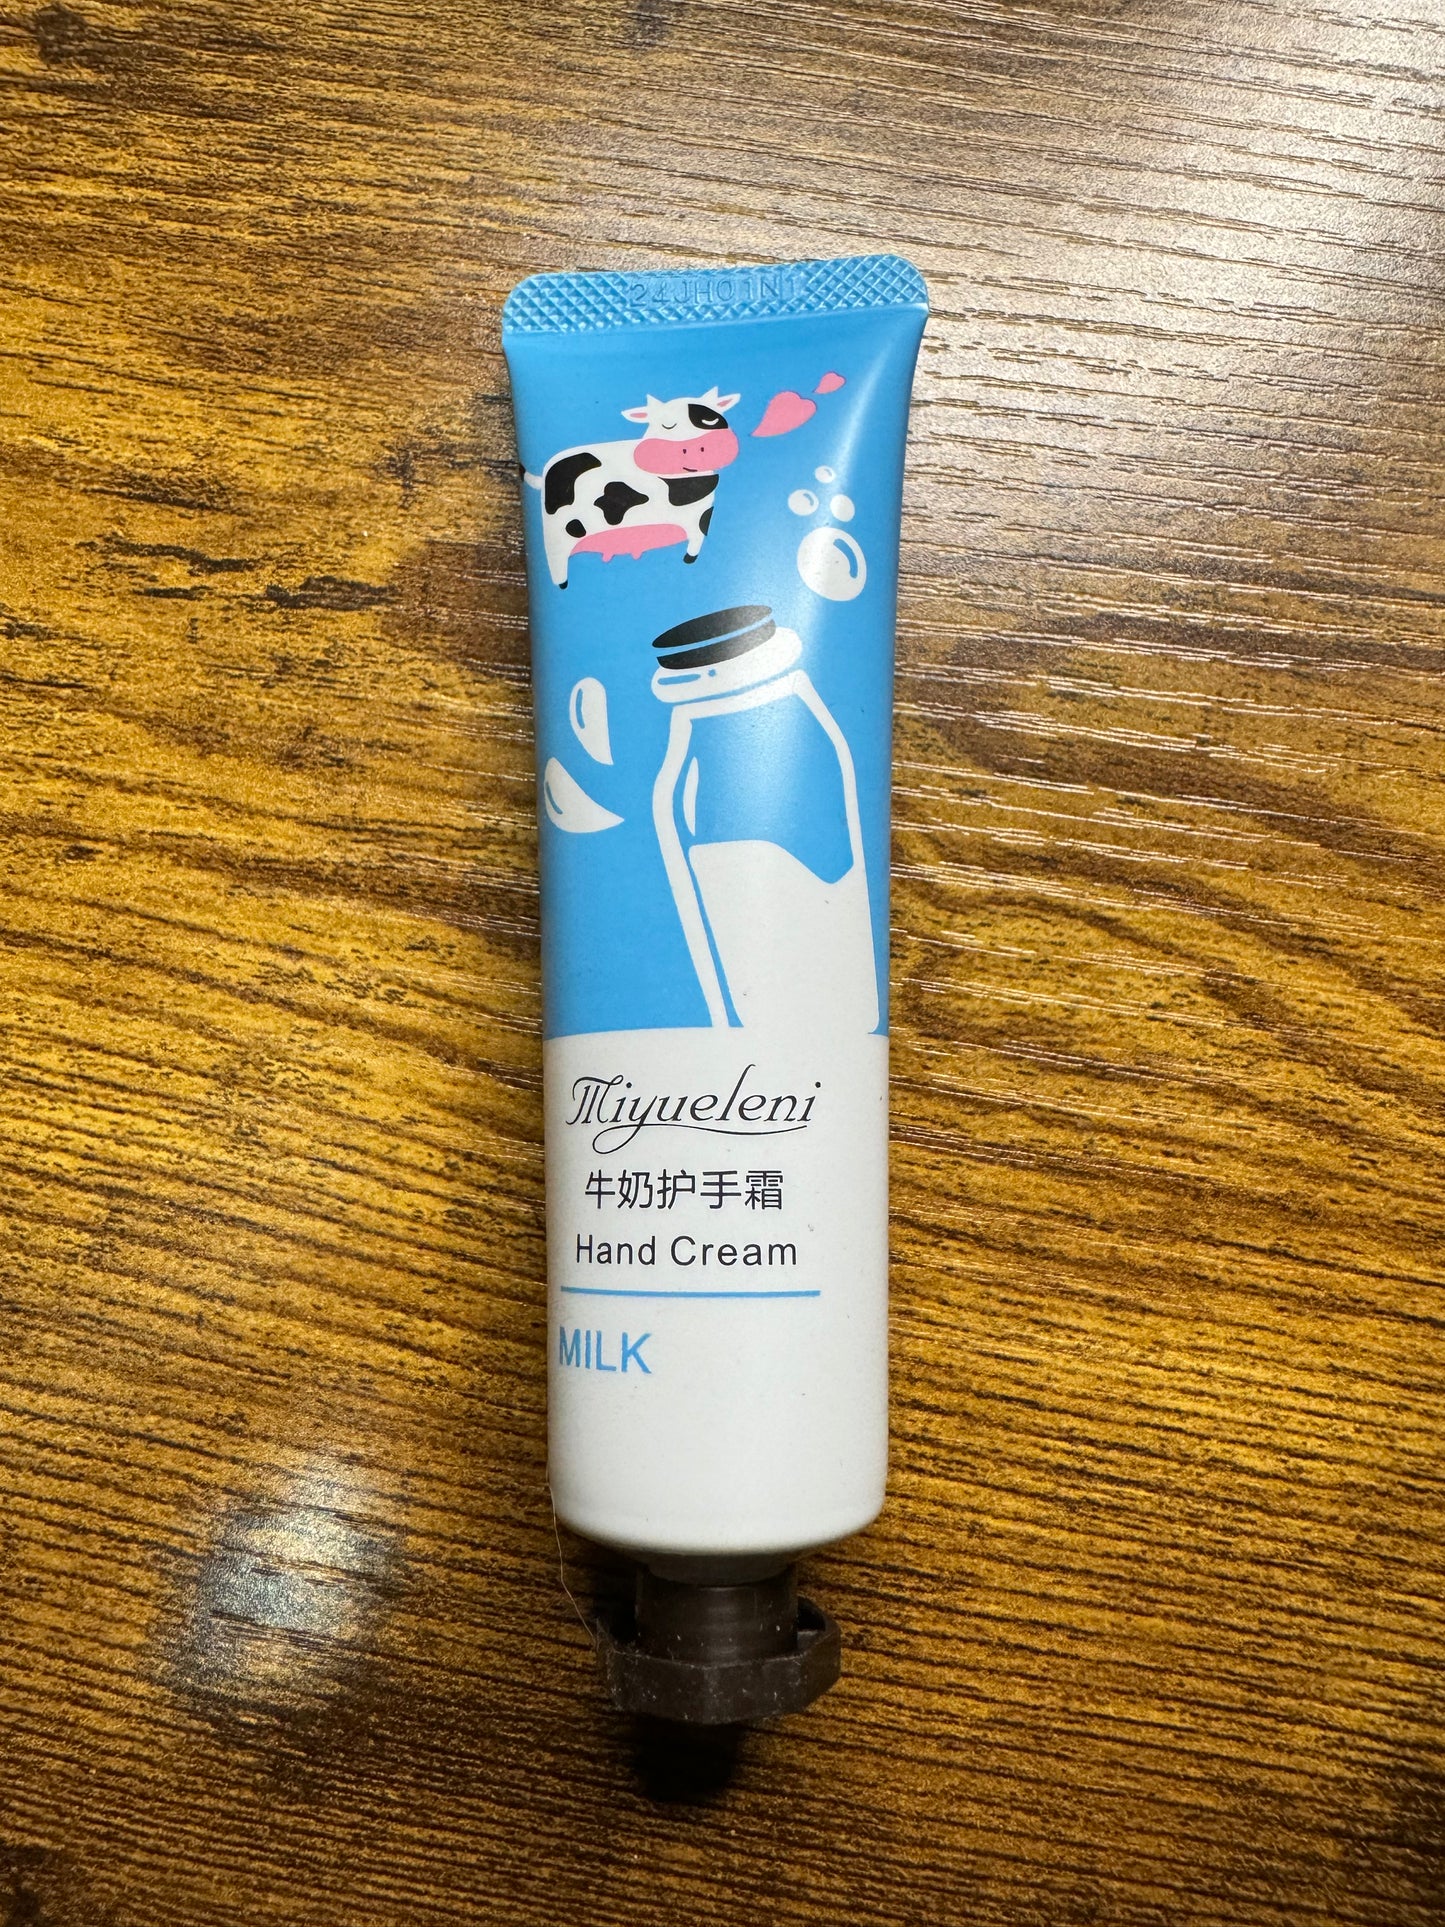 24JH01N1
Miyueleni
牛奶护手霜
Hand Cream
MILK